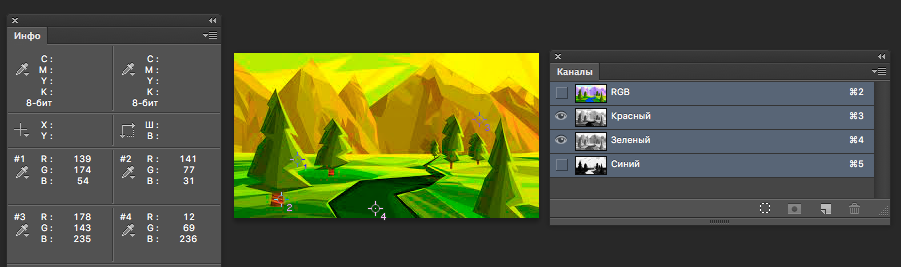 Инфо
C :
M :
Y :
K :
8-бит
C :
M :
Y :
K :
8-бит
X :
Y :
Ш :
В :
#1 R : 139
G : 174
B : 54
#2 R : 141
G : 77
B : 31
#3 R : 178
G : 143
B : 235
#4 R : 12
G : 69
B : 236
2
4
Каналы
RGB ⌘2
Красный ⌘3
Зеленый ⌘4
Синий ⌘5